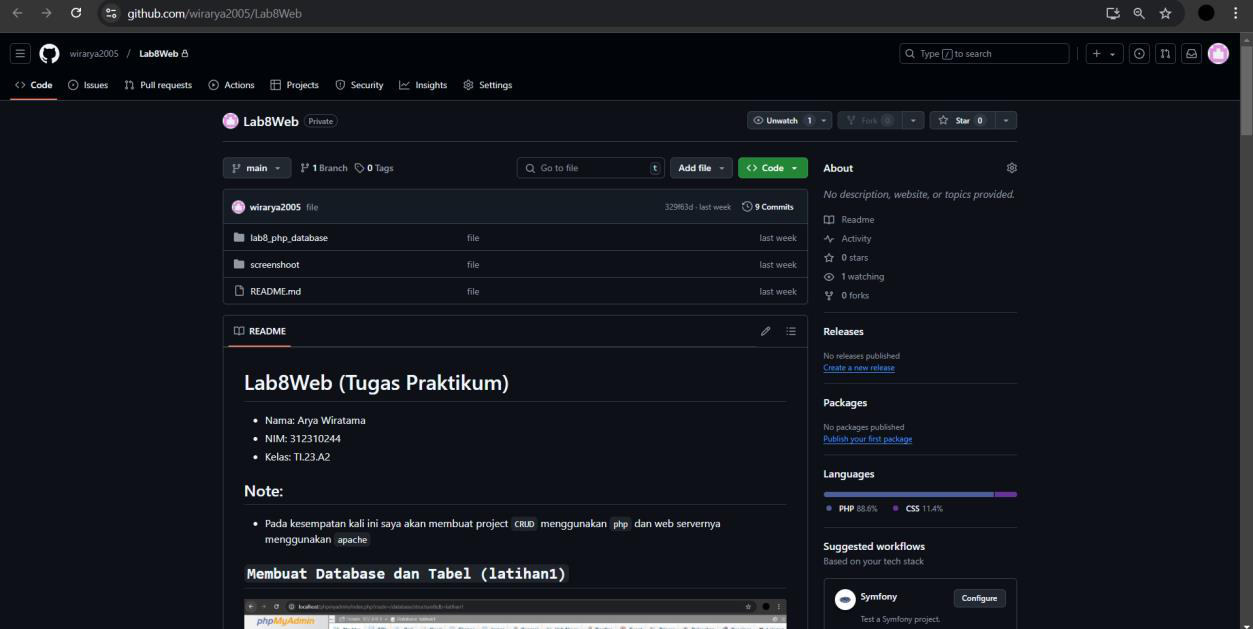 github.com/wirarya2005/Lab8Web
wirarya2005 / Lab8Web
Type / to search
Code Issues Pull requests Actions Projects Security Insights Settings
Lab8Web Private
Unwatch 1 Fork 0 Star 0
main 1 Branch 0 Tags
Go to file t Add file Code
wirarya2005 file 329f63d · last week 9 Commits
lab8_php_database file last week
screenshoot file last week
README.md file last week
README
Lab8Web (Tugas Praktikum)
Nama: Arya Wiratama
NIM: 312310244
Kelas: TI.23.A2
Note:
Pada kesempatan kali ini saya akan membuat project CRUD menggunakan php dan web servernya
menggunakan apache
Membuat Database dan Tabel (latihan1)
phpMyAdmin
About
No description, website, or topics provided.
Readme
Activity
0 stars
1 watching
0 forks
Releases
No releases published
Create a new release
Packages
No packages published
Publish your first package
Languages
PHP 88.6% CSS 11.4%
Suggested workflows
Based on your tech stack
Symfony Configure
Test a Symfony project.